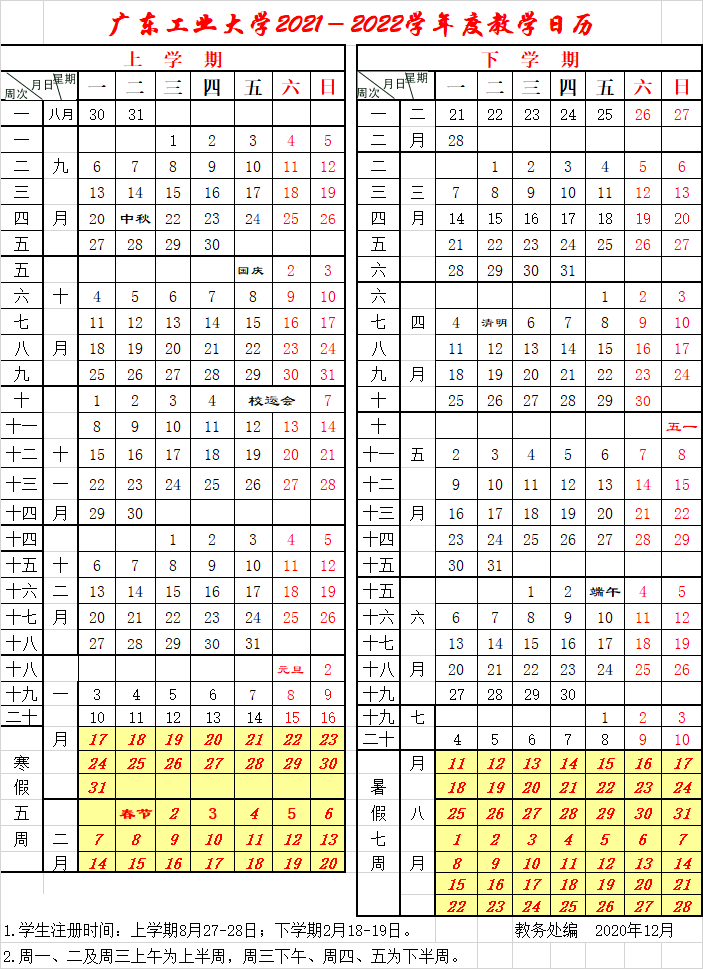 广东工业大学2021－2022学年度教学日历
上 学 期
周次 月日 星期 一 二 三 四 五 六 日
一 八月 30 31
一 1 2 3 4 5
二 九 6 7 8 9 10 11 12
三 13 14 15 16 17 18 19
四 月 20 中秋 22 23 24 25 26
五 27 28 29 30
五 国庆 2 3
六 十 4 5 6 7 8 9 10
七 11 12 13 14 15 16 17
八 月 18 19 20 21 22 23 24
九 25 26 27 28 29 30 31
十 1 2 3 4 校运会 7
十一 8 9 10 11 12 13 14
十二 十 15 16 17 18 19 20 21
十三 一 22 23 24 25 26 27 28
十四 月 29 30
十四 1 2 3 4 5
十五 十 6 7 8 9 10 11 12
十六 二 13 14 15 16 17 18 19
十七 月 20 21 22 23 24 25 26
十八 27 28 29 30 31
十八 元旦 2
十九 一 3 4 5 6 7 8 9
二十 10 11 12 13 14 15 16
月 17 18 19 20 21 22 23
寒 24 25 26 27 28 29 30
假 31
五 春节 2 3 4 5 6
周 二 7 8 9 10 11 12 13
月 14 15 16 17 18 19 20
下 学 期
周次 月日 星期 一 二 三 四 五 六 日
一 二 21 22 23 24 25 26 27
二 月 28
二 1 2 3 4 5 6
三 三 7 8 9 10 11 12 13
四 月 14 15 16 17 18 19 20
五 21 22 23 24 25 26 27
六 28 29 30 31
六 1 2 3
七 四 4 清明 6 7 8 9 10
八 11 12 13 14 15 16 17
九 月 18 19 20 21 22 23 24
十 25 26 27 28 29 30
十 五一
十一 五 2 3 4 5 6 7 8
十二 9 10 11 12 13 14 15
十三 月 16 17 18 19 20 21 22
十四 23 24 25 26 27 28 29
十五 30 31
十五 1 2 端午 4 5
十六 六 6 7 8 9 10 11 12
十七 13 14 15 16 17 18 19
十八 月 20 21 22 23 24 25 26
十九 27 28 29 30
十九 七 1 2 3
二十 4 5 6 7 8 9 10
月 11 12 13 14 15 16 17
暑 18 19 20 21 22 23 24
假 八 25 26 27 28 29 30 31
七 1 2 3 4 5 6 7
周 月 8 9 10 11 12 13 14
15 16 17 18 19 20 21
22 23 24 25 26 27 28
1.学生注册时间：上学期8月27-28日；下学期2月18-19日。 教务处编 2020年12月
2.周一、二及周三上午为上半周，周三下午、周四、五为下半周。